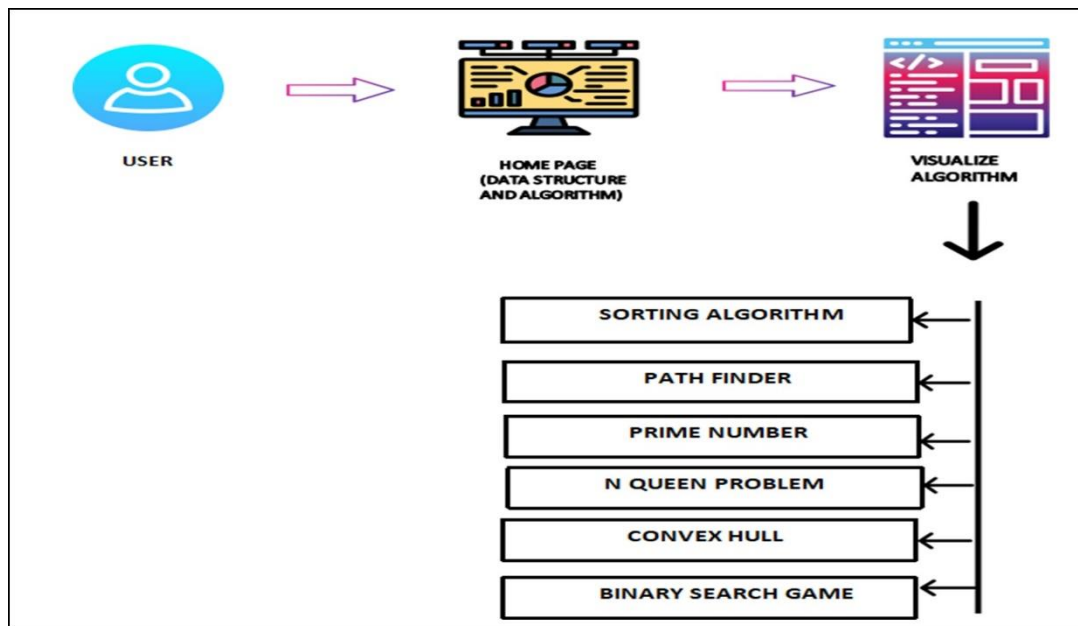 USER
HOME PAGE
(DATA STRUCTURE
AND ALGORITHM)
VISUALIZE
ALGORITHM
SORTING ALGORITHM
PATH FINDER
PRIME NUMBER
N QUEEN PROBLEM
CONVEX HULL
BINARY SEARCH GAME